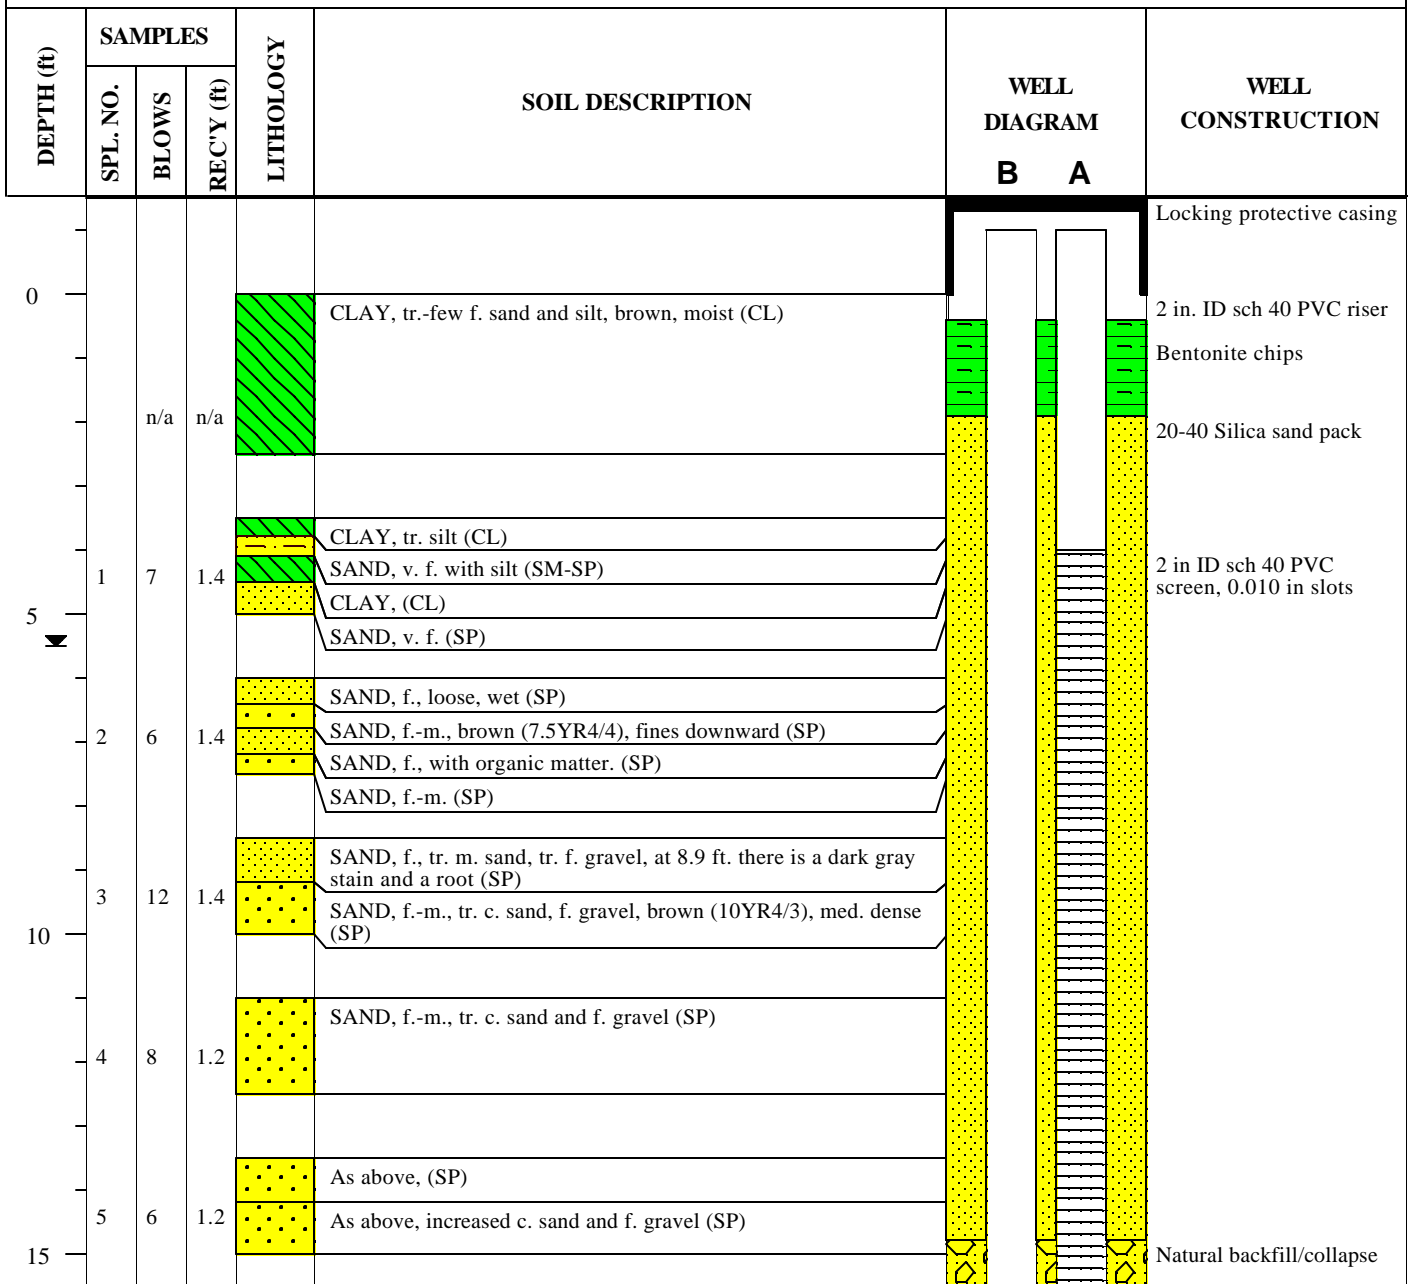 DEPTH (ft)
SAMPLES
SPL. NO.
BLOWS
REC'Y (ft)
LITHOLOGY
SOIL DESCRIPTION
WELL
DIAGRAM
B A
WELL
CONSTRUCTION
Locking protective casing
0
CLAY, tr.-few f. sand and silt, brown, moist (CL)
2 in. ID sch 40 PVC riser
Bentonite chips
n/a n/a
20-40 Silica sand pack
CLAY, tr. silt (CL)
SAND, v. f. with silt (SM-SP)
1 7 1.4
2 in ID sch 40 PVC
screen, 0.010 in slots
CLAY, (CL)
5
SAND, v. f. (SP)
SAND, f., loose, wet (SP)
SAND, f.-m., brown (7.5YR4/4), fines downward (SP)
2 6 1.4
SAND, f., with organic matter. (SP)
SAND, f.-m. (SP)
SAND, f., tr. m. sand, tr. f. gravel, at 8.9 ft. there is a dark gray
stain and a root (SP)
3 12 1.4
SAND, f.-m., tr. c. sand, f. gravel, brown (10YR4/3), med. dense
(SP)
10
SAND, f.-m., tr. c. sand and f. gravel (SP)
4 8 1.2
As above, (SP)
5 6 1.2
As above, increased c. sand and f. gravel (SP)
15
Natural backfill/collapse